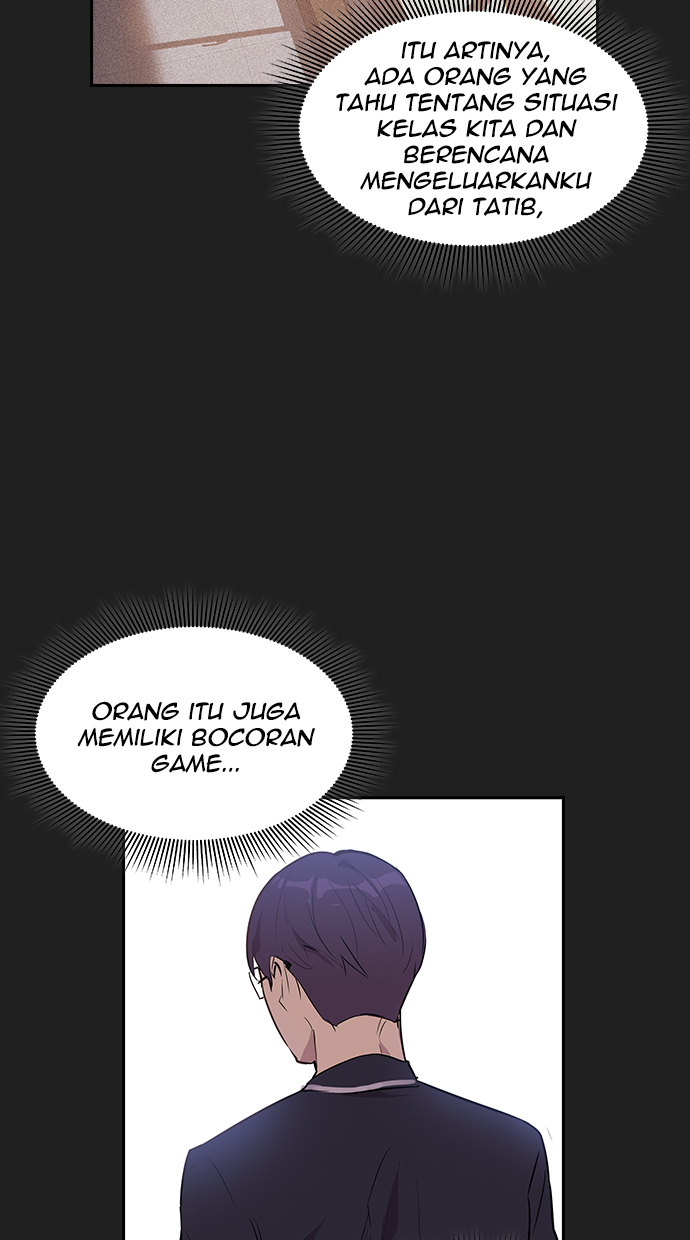 ITU ARTINYA,
ADA ORANG YANG
TAHU TENTANG SITUASI
KELAS KITA DAN
BERENCANA
MENGELUARKANKU
DARI TATIB,
ORANG ITU JUGA
MEMILIKI BOCORAN
GAME...